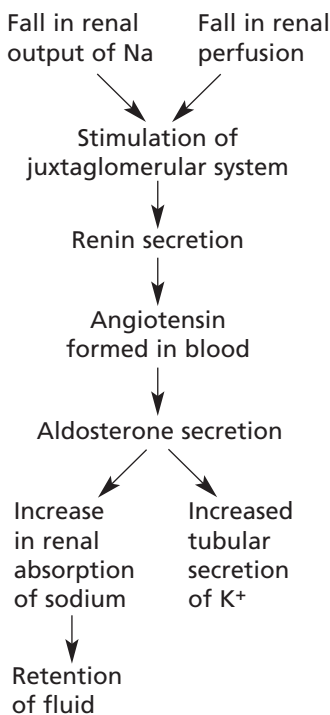 Fall in renal
output of Na
Fall in renal
perfusion
Stimulation of
juxtaglomerular system
Renin secretion
Angiotensin
formed in blood
Aldosterone secretion
Increase
in renal
absorption
of sodium
Increased
tubular
secretion
of K⁺
Retention
of fluid